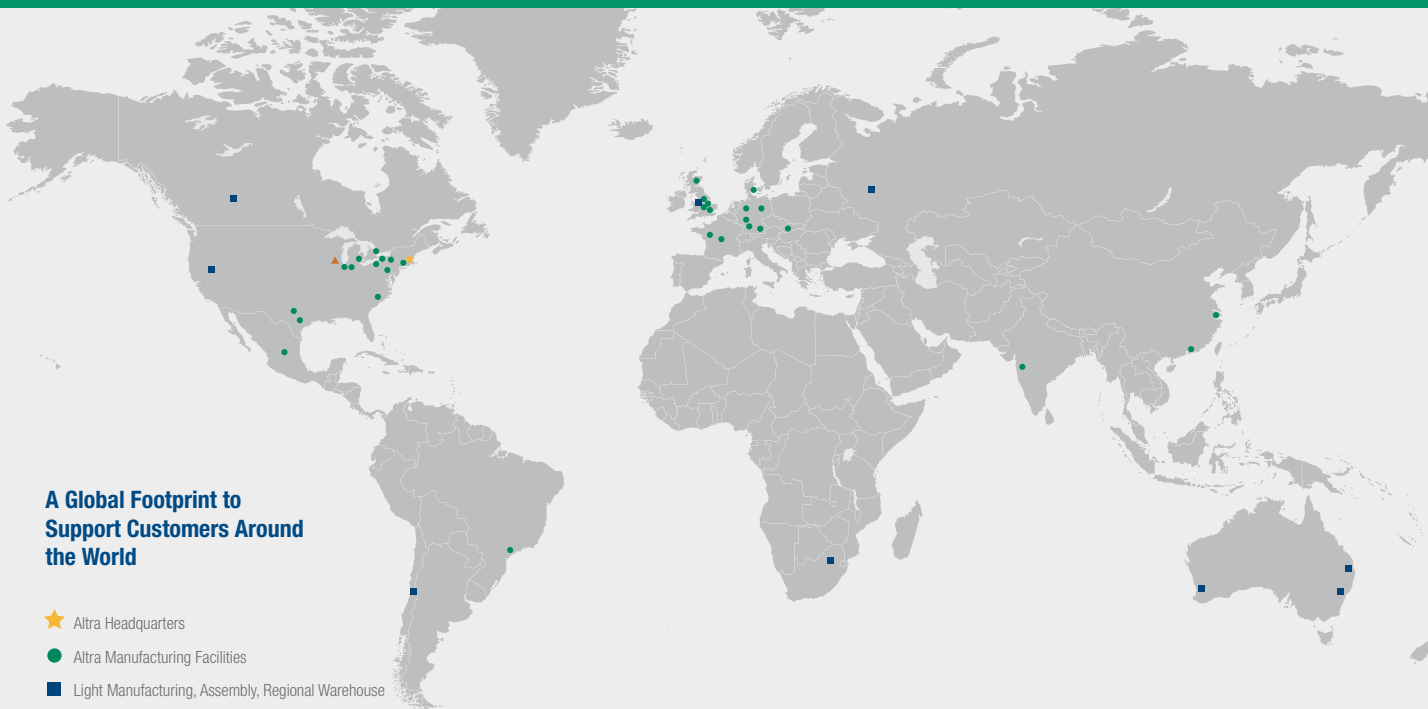 A Global Footprint to
Support Customers Around
the World
Altra Headquarters
Altra Manufacturing Facilities
Light Manufacturing, Assembly, Regional Warehouse